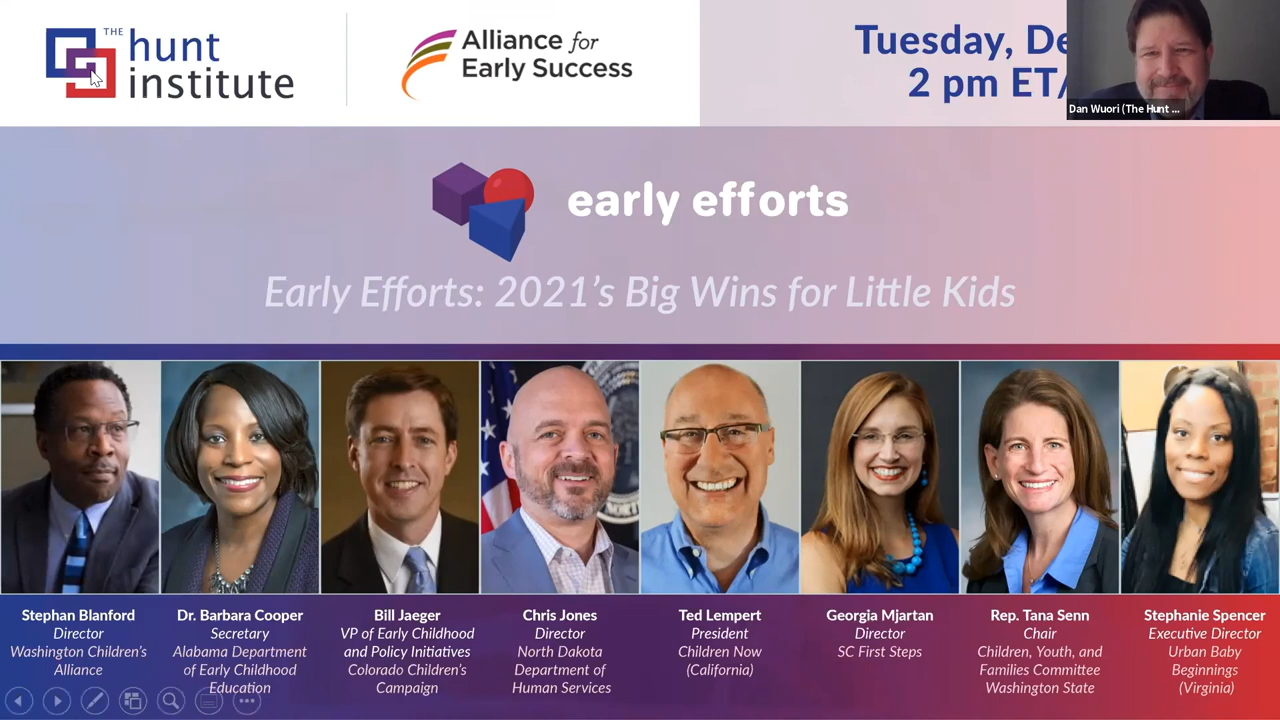 THE hunt institute
Alliance for Early Success
Tuesday, De
2 pm ET/
Dan Wuori (The Hunt ...
early efforts
Early Efforts: 2021's Big Wins for Little Kids
Stephan Blanford
Director
Washington Children's
Alliance
Dr. Barbara Cooper
Secretary
Alabama Department
of Early Childhood
Education
Bill Jaeger
VP of Early Childhood
and Policy Initiatives
Colorado Children's
Campaign
Chris Jones
Director
North Dakota
Department of
Human Services
Ted Lempert
President
Children Now
(California)
Georgia Mjartan
Director
SC First Steps
Rep. Tana Senn
Chair
Children, Youth, and
Families Committee
Washington State
Stephanie Spencer
Executive Director
Urban Baby
Beginnings
(Virginia)